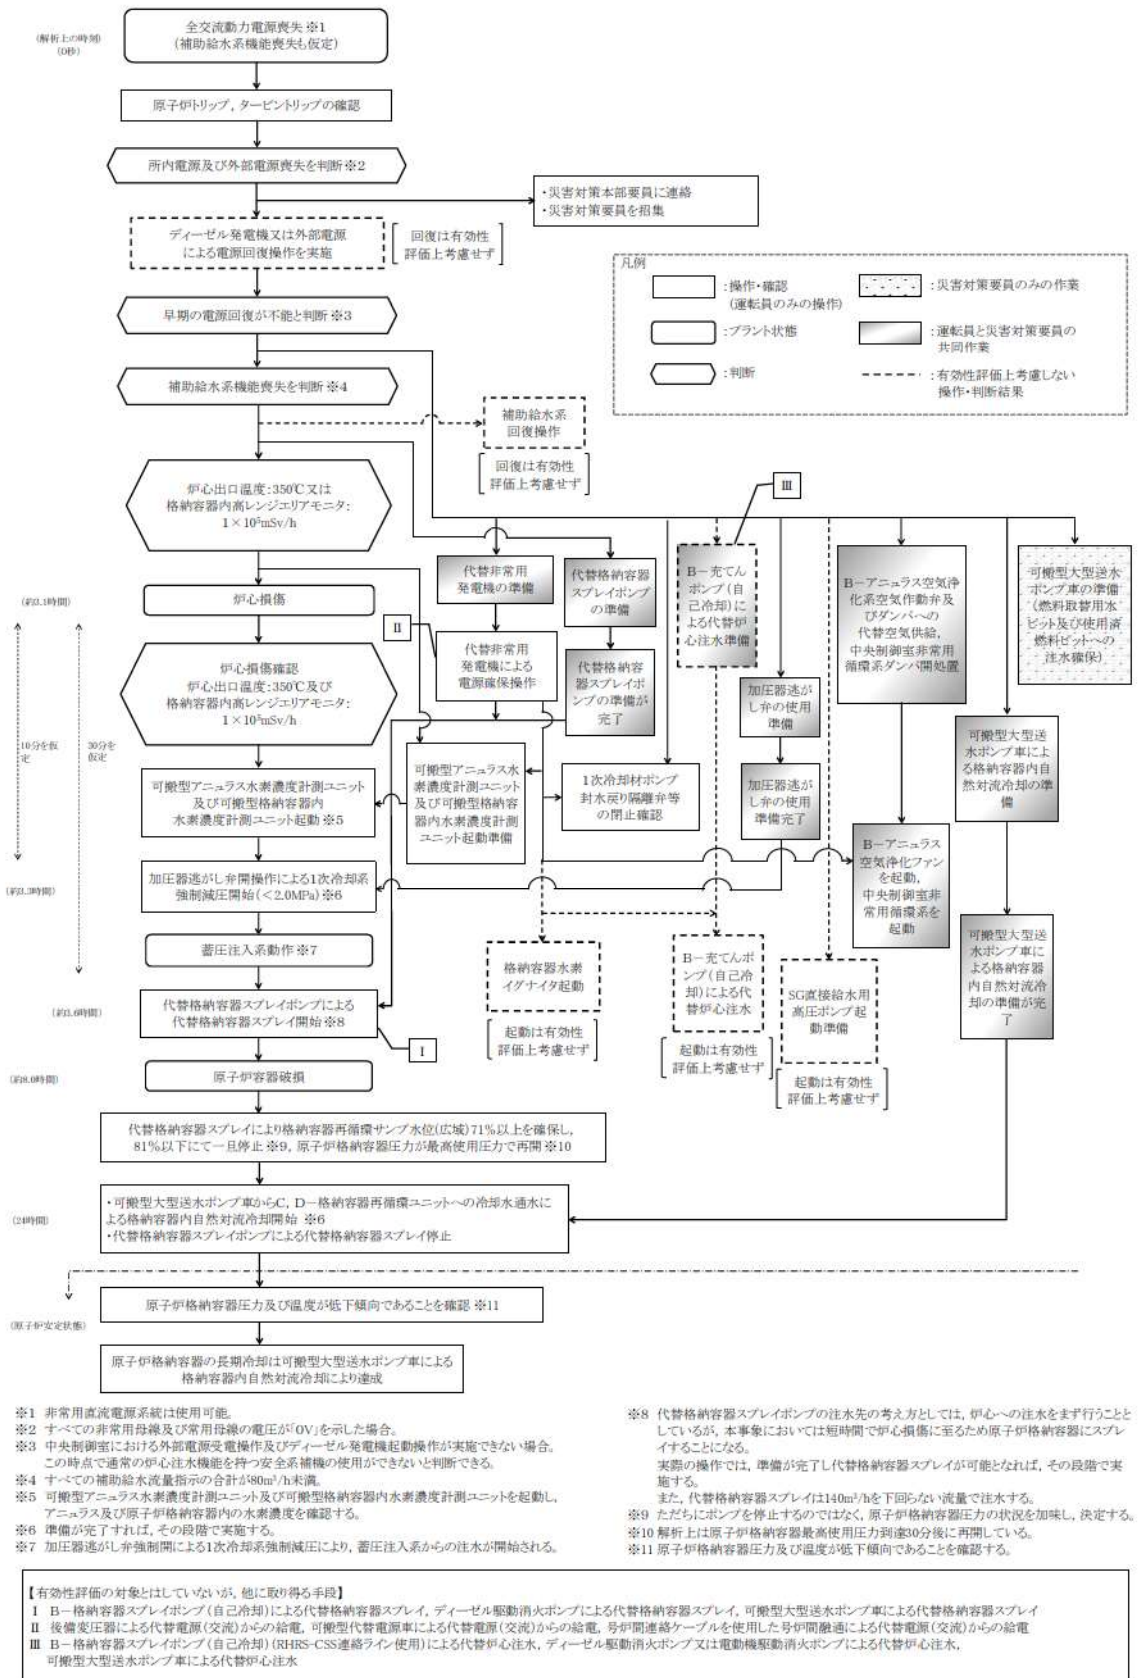 (解析上の時刻)
(0秒)
全交流動力電源喪失※1
(補助給水系機能喪失も仮定)
原子炉トリップ，タービントリップの確認
所内電源及び外部電源喪失を判断※2
・災害対策本部要員に連絡
・災害対策要員を招集
ディーゼル発電機又は外部電源
による電源回復操作を実施
回復は有効性
評価上考慮せず
早期の電源回復が不能と判断※3
補助給水系機能喪失を判断※4
凡例
:操作・確認
(運転員のみの操作)
:プラント状態
:判断
:災害対策要員のみの作業
:運転員と災害対策要員の
共同作業
:有効性評価上考慮しない
操作・判断結果
補助給水系
回復操作
回復は有効性
評価上考慮せず
炉心出口温度:350℃又は
格納容器内高レンジエリアモニタ:
1×10⁵mSv/h
Ⅲ
代替非常用
発電機の準備
代替格納容器
スプレイポンプ
の準備
B－充てん
ポンプ(自
己冷却)に
よる代替炉
心注水準備
B－アニュラス空気浄
化系空気作動弁及
びダンパへの
代替空気供給，
中央制御室非常用
循環系ダンパ開処置
可搬型大型送水
ポンプ車の準備
(燃料取替用水
ピット及び使用済
燃料ピットへの
注水確保)
(約3.1時間)
炉心損傷
Ⅱ
代替非常用
発電機による
電源確保操作
代替格納容
器スプレイポ
ンプの準備が
完了
加圧器逃が
し弁の使用
準備
炉心損傷確認
炉心出口温度:350℃及び
格納容器内高レンジエリアモニタ:
1×10⁵mSv/h
10分を仮
定
30分を
仮定
可搬型大型送
水ポンプ車によ
る格納容器内自
然対流冷却の準
備
可搬型アニュラス水素濃度計測ユニット
及び可搬型格納容器内
水素濃度計測ユニット起動※5
可搬型アニュラス水
素濃度計測ユニット
及び可搬型格納容
器内水素濃度計測
ユニット起動準備
1次冷却材ポンプ
封水戻り隔離弁等
の閉止確認
加圧器逃が
し弁の使用
準備完了
B－アニュラス
空気浄化ファン
を起動，
中央制御室非
常用循環系を
起動
(約3.3時間)
加圧器逃がし弁開操作による1次冷却系
強制減圧開始(<2.0MPa)※6
蓄圧注入系動作※7
格納容器水素
イグナイタ起動
起動は有効性
評価上考慮せず
B－充てんポ
ンプ(自己冷
却)による代
替炉心注水
起動は有効性
評価上考慮せず
SG直接給水用
高圧ポンプ起
動準備
起動は有効性
評価上考慮せず
可搬型大型送
水ポンプ車によ
る格納容器内
自然対流冷
却の準備が完
了
(約3.6時間)
代替格納容器スプレイポンプによる
代替格納容器スプレイ開始※8
Ⅰ
(約8.0時間)
原子炉容器破損
代替格納容器スプレイにより格納容器再循環サンプ水位(広域)71%以上を確保し，
81%以下にて一旦停止※9，原子炉格納容器圧力が最高使用圧力で再開※10
(24時間)
・可搬型大型送水ポンプ車からC，D－格納容器再循環ユニットへの冷却水通水に
よる格納容器内自然対流冷却開始 ※6
・代替格納容器スプレイポンプによる代替格納容器スプレイ停止
原子炉格納容器圧力及び温度が低下傾向であることを確認※11
(原子炉安定状態)
原子炉格納容器の長期冷却は可搬型大型送水ポンプ車による
格納容器内自然対流冷却により達成
※1 非常用直流電源系統は使用可能。
※2 すべての非常用母線及び常用母線の電圧が「0V」を示した場合。
※3 中央制御室における外部電源受電操作及びディーゼル発電機起動操作が実施できない場合。
この時点で通常の炉心注水機能を持つ安全系補機の使用ができないと判断できる。
※4 すべての補助給水流量指示の合計が80m³/h未満。
※5 可搬型アニュラス水素濃度計測ユニット及び可搬型格納容器内水素濃度計測ユニットを起動し，
アニュラス及び原子炉格納容器内の水素濃度を確認する。
※6 準備が完了すれば，その段階で実施する。
※7 加圧器逃がし弁強制開による1次冷却系強制減圧により，蓄圧注入系からの注水が開始される。
※8 代替格納容器スプレイポンプの注水先の考え方としては，炉心への注水をまず行うことと
しているが，本事象においては短時間で炉心損傷に至るため原子炉格納容器にスプレ
イすることになる。
実際の操作では，準備が完了し代替格納容器スプレイが可能となれば，その段階で実
施する。
また，代替格納容器スプレイは140m³/hを下回らない流量で注水する。
※9 ただちにポンプを停止するのではなく，原子炉格納容器圧力の状況を加味し，決定する。
※10 解析上は原子炉格納容器最高使用圧力到達30分後に再開している。
※11 原子炉格納容器圧力及び温度が低下傾向であることを確認する。
【有効性評価の対象とはしていないが，他に取り得る手段】
Ⅰ B－格納容器スプレイポンプ(自己冷却)による代替格納容器スプレイ，ディーゼル駆動消火ポンプによる代替格納容器スプレイ，可搬型大型送水ポンプ車による代替格納容器スプレイ
Ⅱ 後備変圧器による代替電源(交流)からの給電，可搬型代替電源車による代替電源(交流)からの給電，号炉間連絡ケーブルを使用した号炉間融通による代替電源(交流)からの給電
Ⅲ B－格納容器スプレイポンプ(自己冷却)(RHRS-CSS連絡ライン使用)による代替炉心注水，ディーゼル駆動消火ポンプ又は電動機駆動消火ポンプによる代替炉心注水，
可搬型大型送水ポンプ車による代替炉心注水